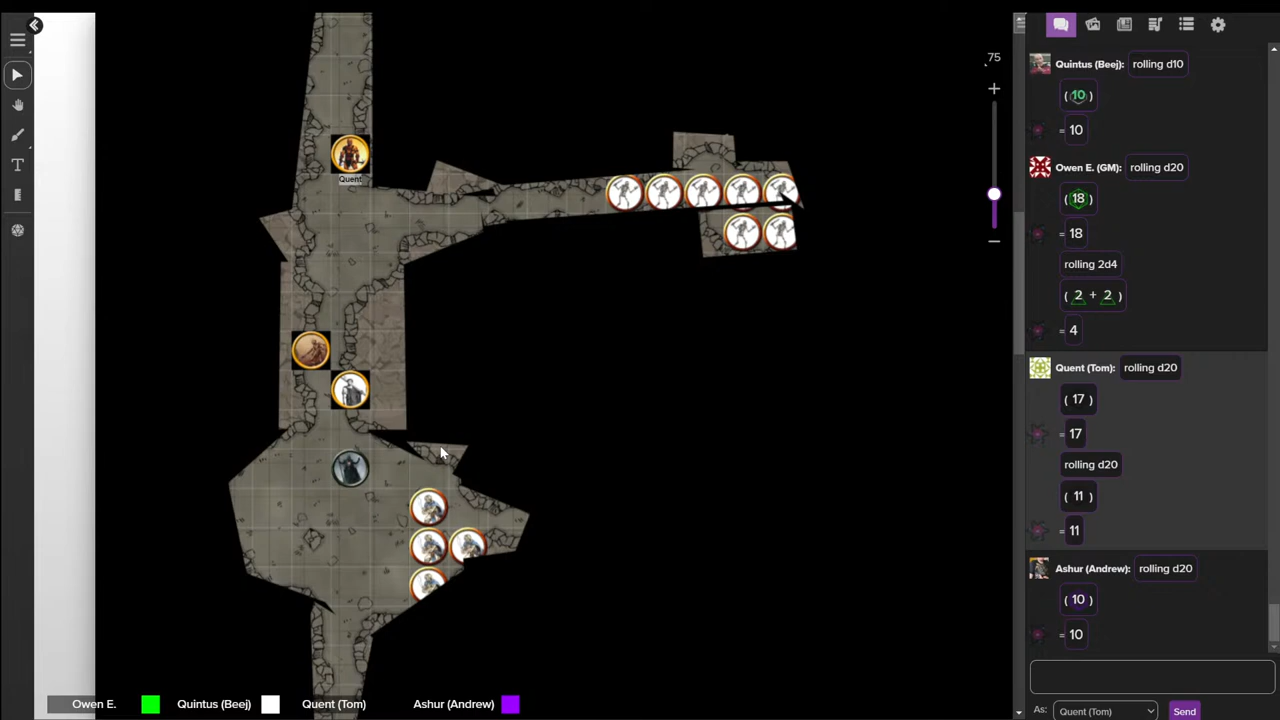 Quent
75
Quintus (Beej): rolling d10
( 10 )
= 10
Owen E. (GM): rolling d20
( 18 )
= 18
rolling 2d4
( 2 + 2 )
= 4
Quent (Tom): rolling d20
( 17 )
= 17
rolling d20
( 11 )
= 11
Ashur (Andrew): rolling d20
( 10 )
= 10
As: Quent (Tom) Send
Owen E. Quintus (Beej) Quent (Tom) Ashur (Andrew)